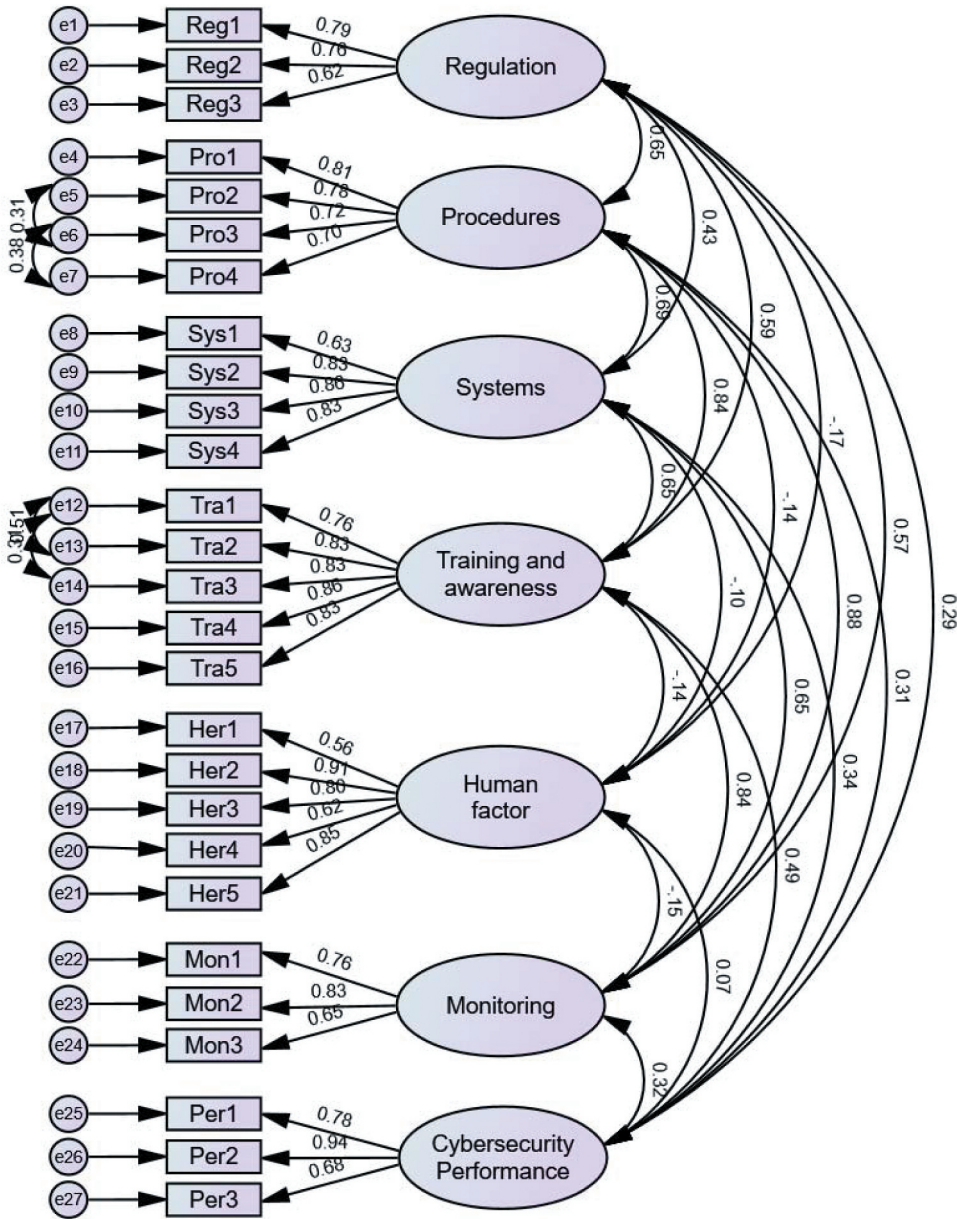 e1
Reg1
0.79
e2
Reg2
0.76
e3
Reg3
0.62
Regulation
e4
Pro1
0.81
e5
Pro2
0.78
e6
Pro3
0.72
e7
Pro4
0.70
0.31
0.38
Procedures
e8
Sys1
0.63
e9
Sys2
0.83
e10
Sys3
0.86
e11
Sys4
0.83
Systems
e12
Tra1
0.76
e13
Tra2
0.83
e14
Tra3
0.83
e15
Tra4
0.86
e16
Tra5
0.83
Training and
awareness
e17
Her1
0.56
e18
Her2
0.91
e19
Her3
0.80
e20
Her4
0.62
e21
Her5
0.85
Human
factor
e22
Mon1
0.76
e23
Mon2
0.83
e24
Mon3
0.65
Monitoring
e25
Per1
0.78
e26
Per2
0.94
e27
Per3
0.68
Cybersecurity
Performance
0.65
0.43
0.69
0.59
0.84
-.17
0.65
-.14
0.57
-.10
0.88
0.29
-.14
0.65
0.31
0.84
0.34
0.49
-.15
0.07
0.32